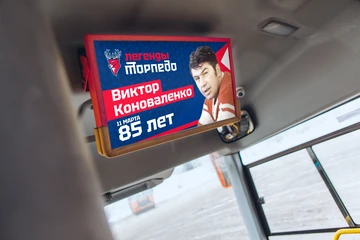 легенды
торпедо
Виктор
Коноваленко
11 марта
85 лет